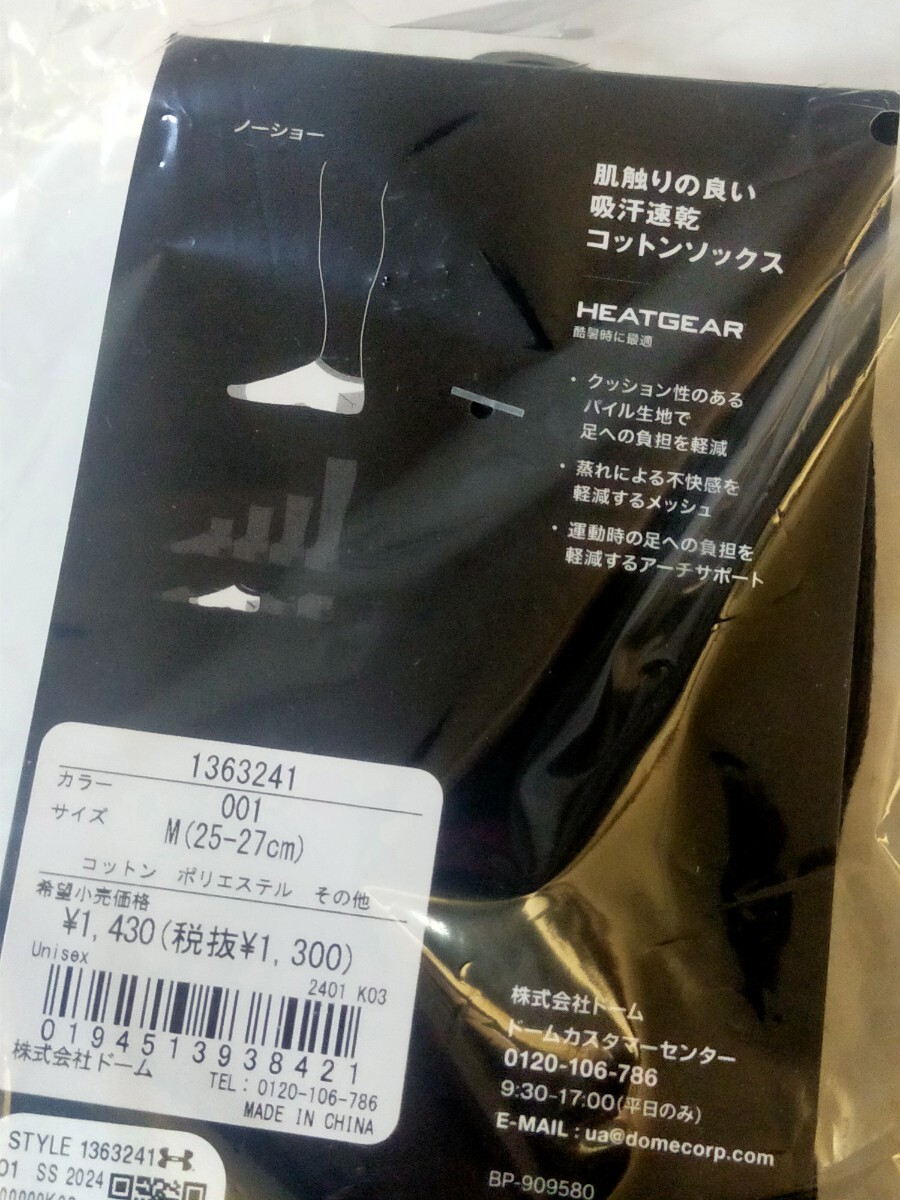 ノーショー
肌触りの良い
吸汗速乾
コットンソックス
HEATGEAR
酷暑時に最適
・クッション性のある
パイル生地で
足への負担を軽減
・蒸れによる不快感を
軽減するメッシュ
・運動時の足への負担を
軽減するアーチサポート
1363241
カラー 001
サイズ M(25-27cm)
コットン ポリエステル その他
希望小売価格
¥1,430(税抜¥1,300)
Unisex
2401 K03
0194513938421
株式会社ドーム
TEL: 0120-106-786
MADE IN CHINA
株式会社ドーム
ドームカスタマーセンター
0120-106-786
9:30-17:00(平日のみ)
E-MAIL : ua@domecorp.com
BP-909580
STYLE 1363241
01 SS 2024